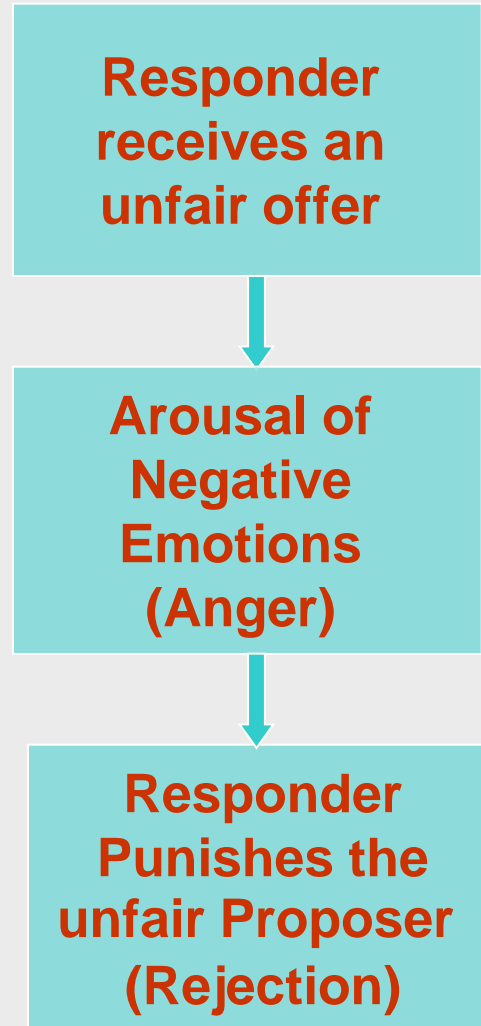 Responder
receives an
unfair offer
Arousal of
Negative
Emotions
(Anger)
Responder
Punishes the
unfair Proposer
(Rejection)